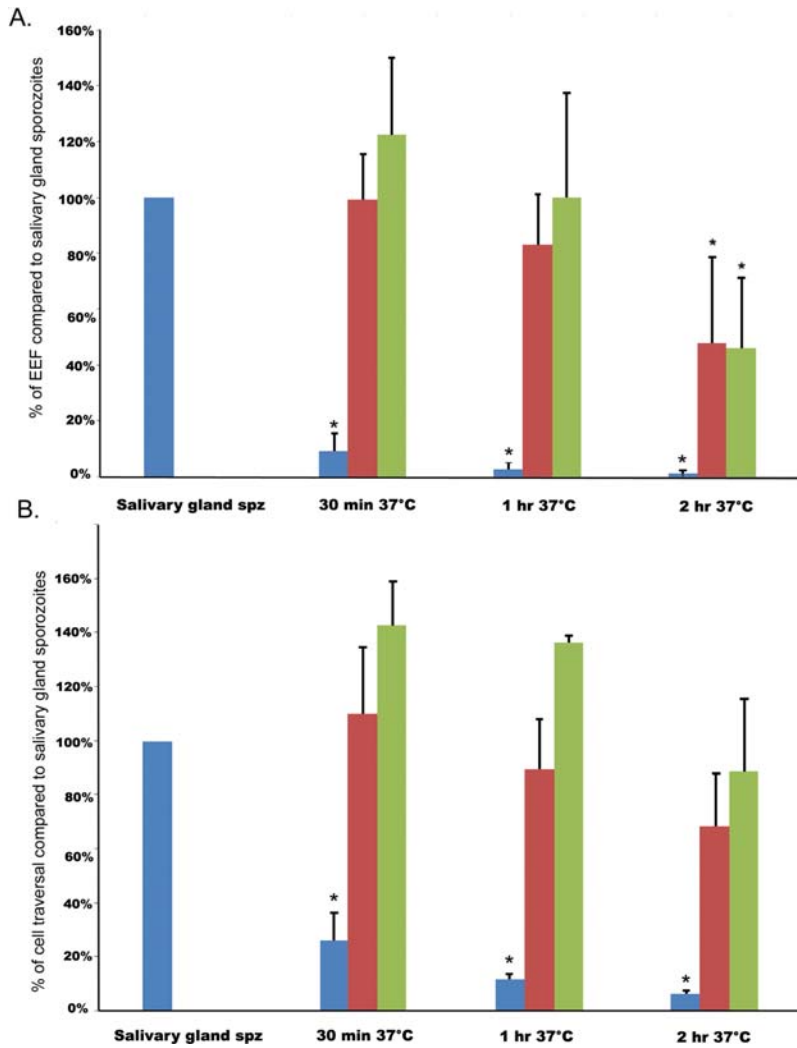 A.
% of EEF compared to salivary gland sporozoites
160%
140%
120%
100%
80%
60%
40%
20%
0%
* * * * *
Salivary gland spz 30 min 37°C 1 hr 37°C 2 hr 37°C
B.
% of cell traversal compared to salivary gland sporozoites
160%
140%
120%
100%
80%
60%
40%
20%
0%
* * *
Salivary gland spz 30 min 37°C 1 hr 37°C 2 hr 37°C